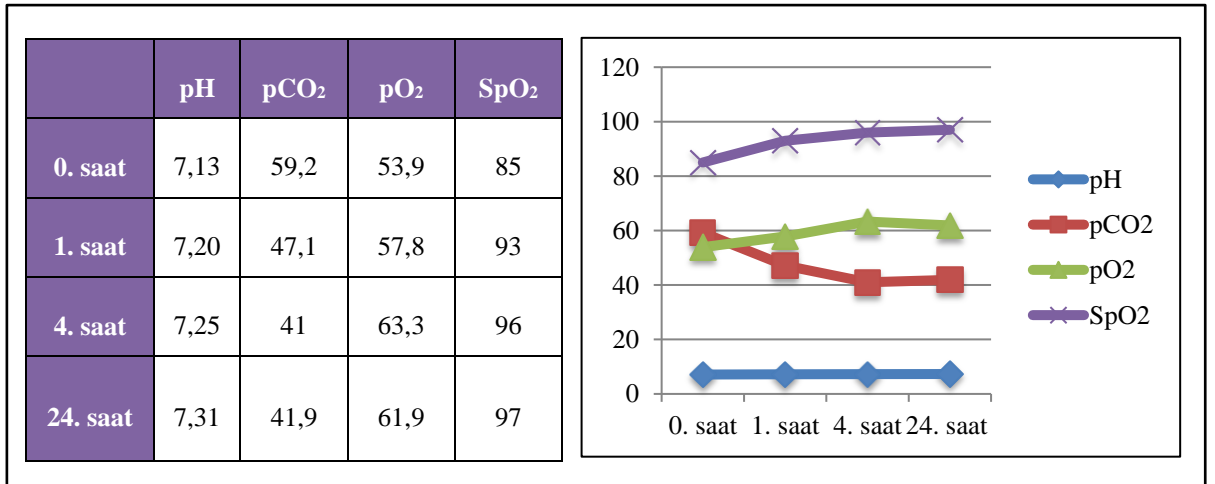 pH pCO₂ pO₂ SpO₂
0. saat 7,13 59,2 53,9 85
1. saat 7,20 47,1 57,8 93
4. saat 7,25 41 63,3 96
24. saat 7,31 41,9 61,9 97
120
100
80
60
40
20
0
0. saat 1. saat 4. saat 24. saat
pH
pCO2
pO2
SpO2